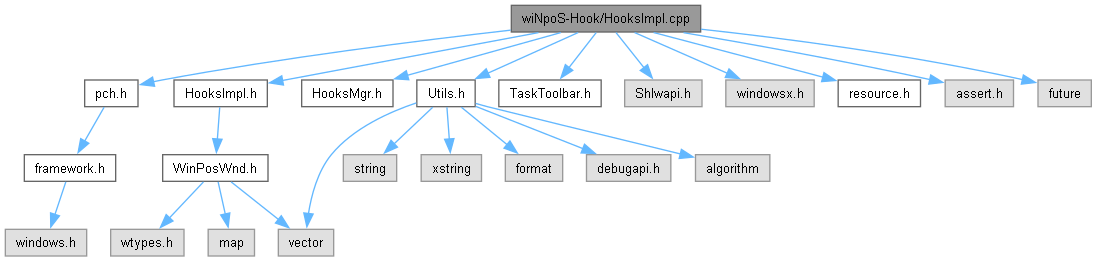 wiNpoS-Hook/HooksImpl.cpp
pch.h
HooksImpl.h
HooksMgr.h
Utils.h
TaskToolbar.h
Shlwapi.h
windowsx.h
resource.h
assert.h
future
framework.h
WinPosWnd.h
string
xstring
format
debugapi.h
algorithm
windows.h
wtypes.h
map
vector